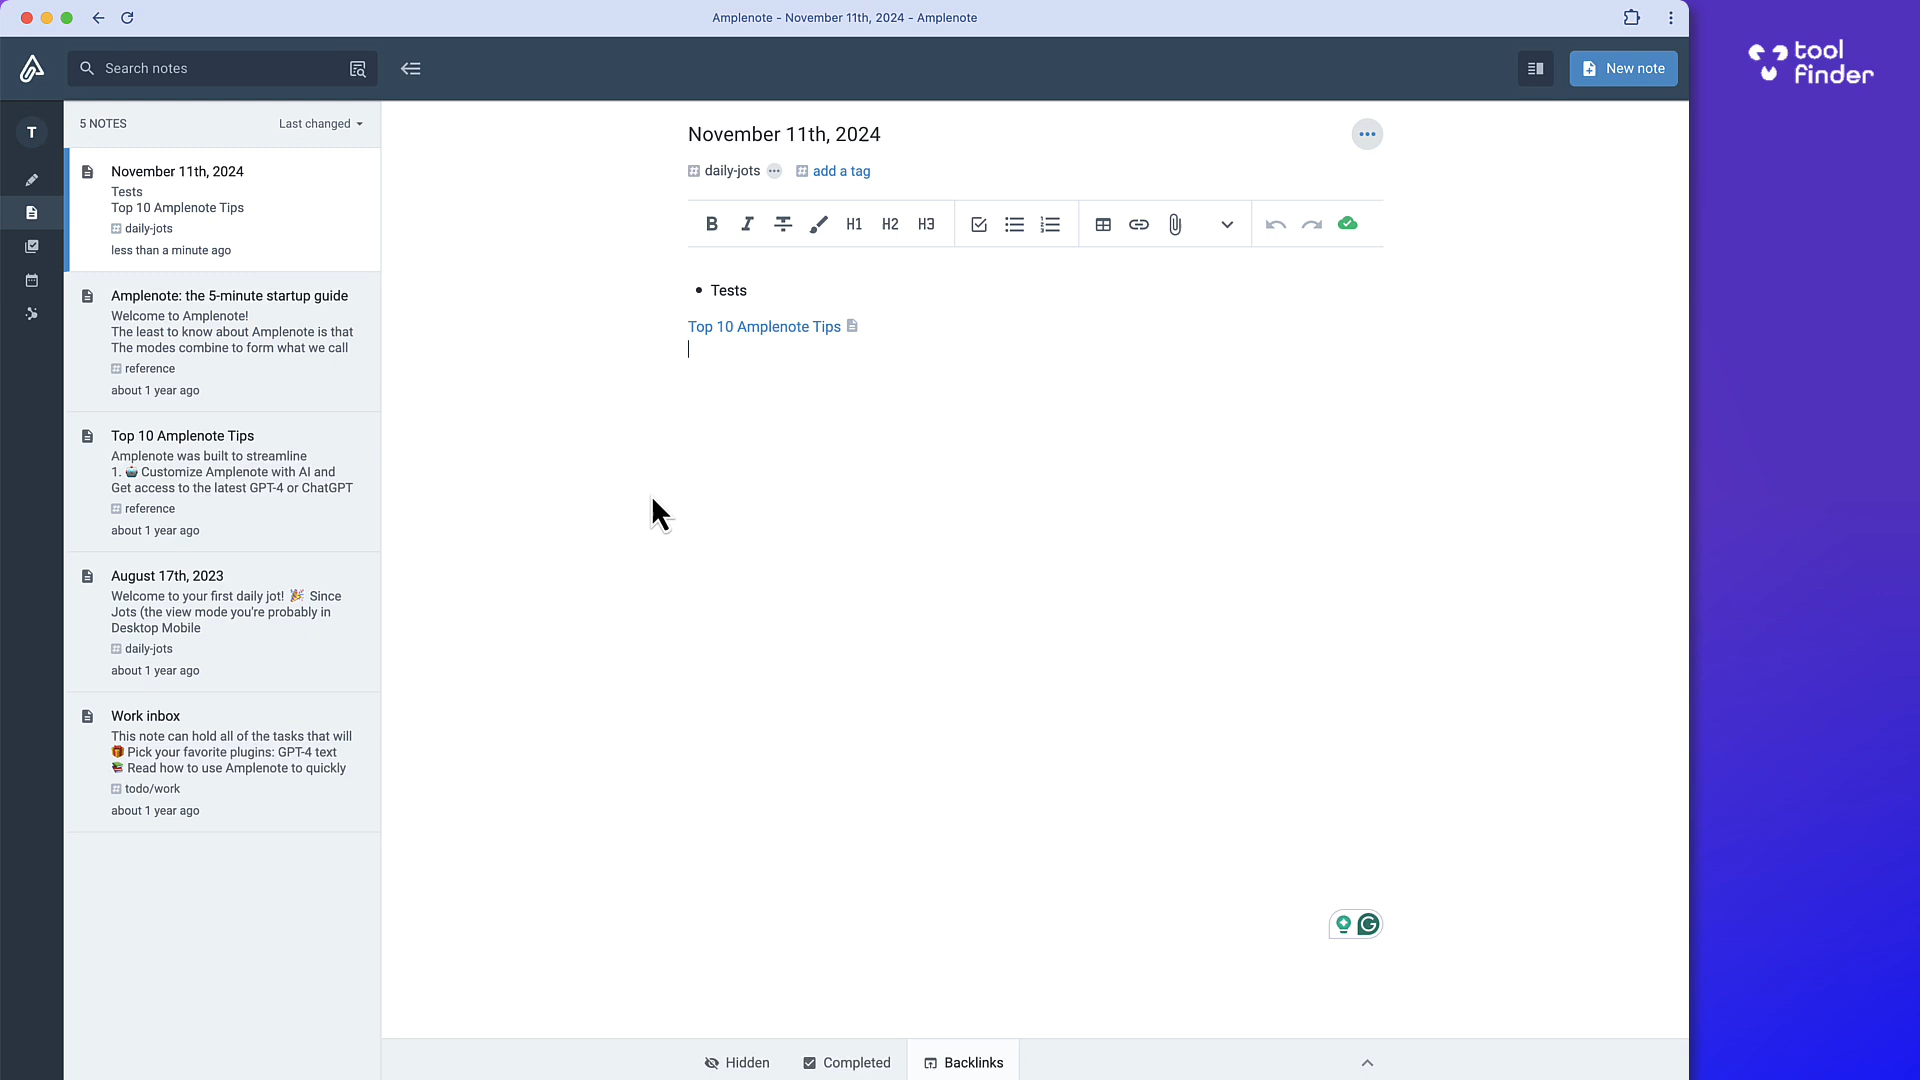 Amplenote - November 11th, 2024 - Amplenote
tool
finder
Search notes
New note
T
5 NOTES
Last changed
November 11th, 2024
Tests
Top 10 Amplenote Tips
daily-jots
less than a minute ago
Amplenote: the 5-minute startup guide
Welcome to Amplenote!
The least to know about Amplenote is that
The modes combine to form what we call
reference
about 1 year ago
Top 10 Amplenote Tips
Amplenote was built to streamline
1. 🤖 Customize Amplenote with AI and
Get access to the latest GPT-4 or ChatGPT
reference
about 1 year ago
August 17th, 2023
Welcome to your first daily jot! 🎉 Since
Jots (the view mode you're probably in
Desktop Mobile
daily-jots
about 1 year ago
Work inbox
This note can hold all of the tasks that will
🎁 Pick your favorite plugins: GPT-4 text
📚 Read how to use Amplenote to quickly
todo/work
about 1 year ago
November 11th, 2024
daily-jots
add a tag
B I H1 H2 H3
• Tests
Top 10 Amplenote Tips
Hidden
Completed
Backlinks